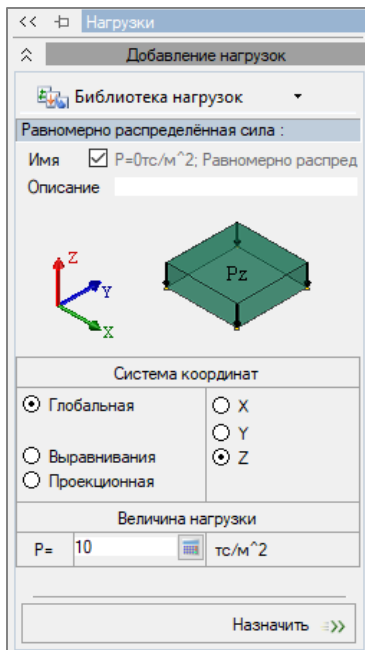 << Нагрузки
Добавление нагрузок
Библиотека нагрузок
Равномерно распределённая сила :
Имя P=0тс/м^2; Равномерно распред
Описание
Z
Y
X
Pz
Система координат
Глобальная X
Y
Выравнивания Z
Проекционная
Величина нагрузки
P= 10 тс/м^2
Назначить